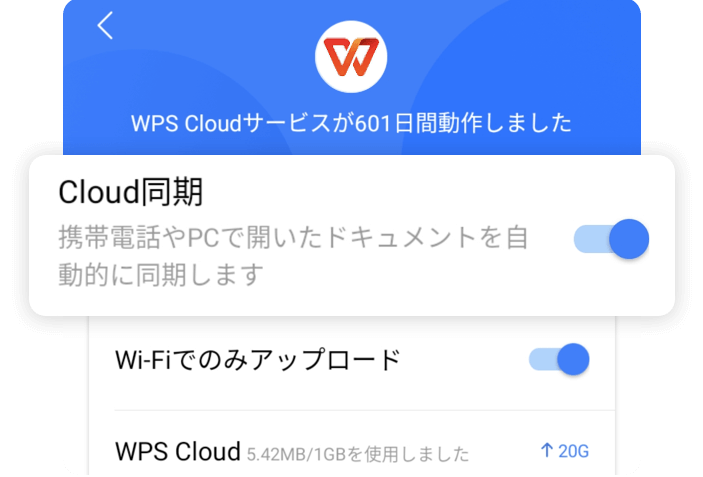 WPS Cloudサービスが601日間動作しました
Cloud同期
携帯電話やPCで開いたドキュメントを自
動的に同期します
Wi-Fiでのみアップロード
WPS Cloud 5.42MB/1GBを使用しました ↑ 20G